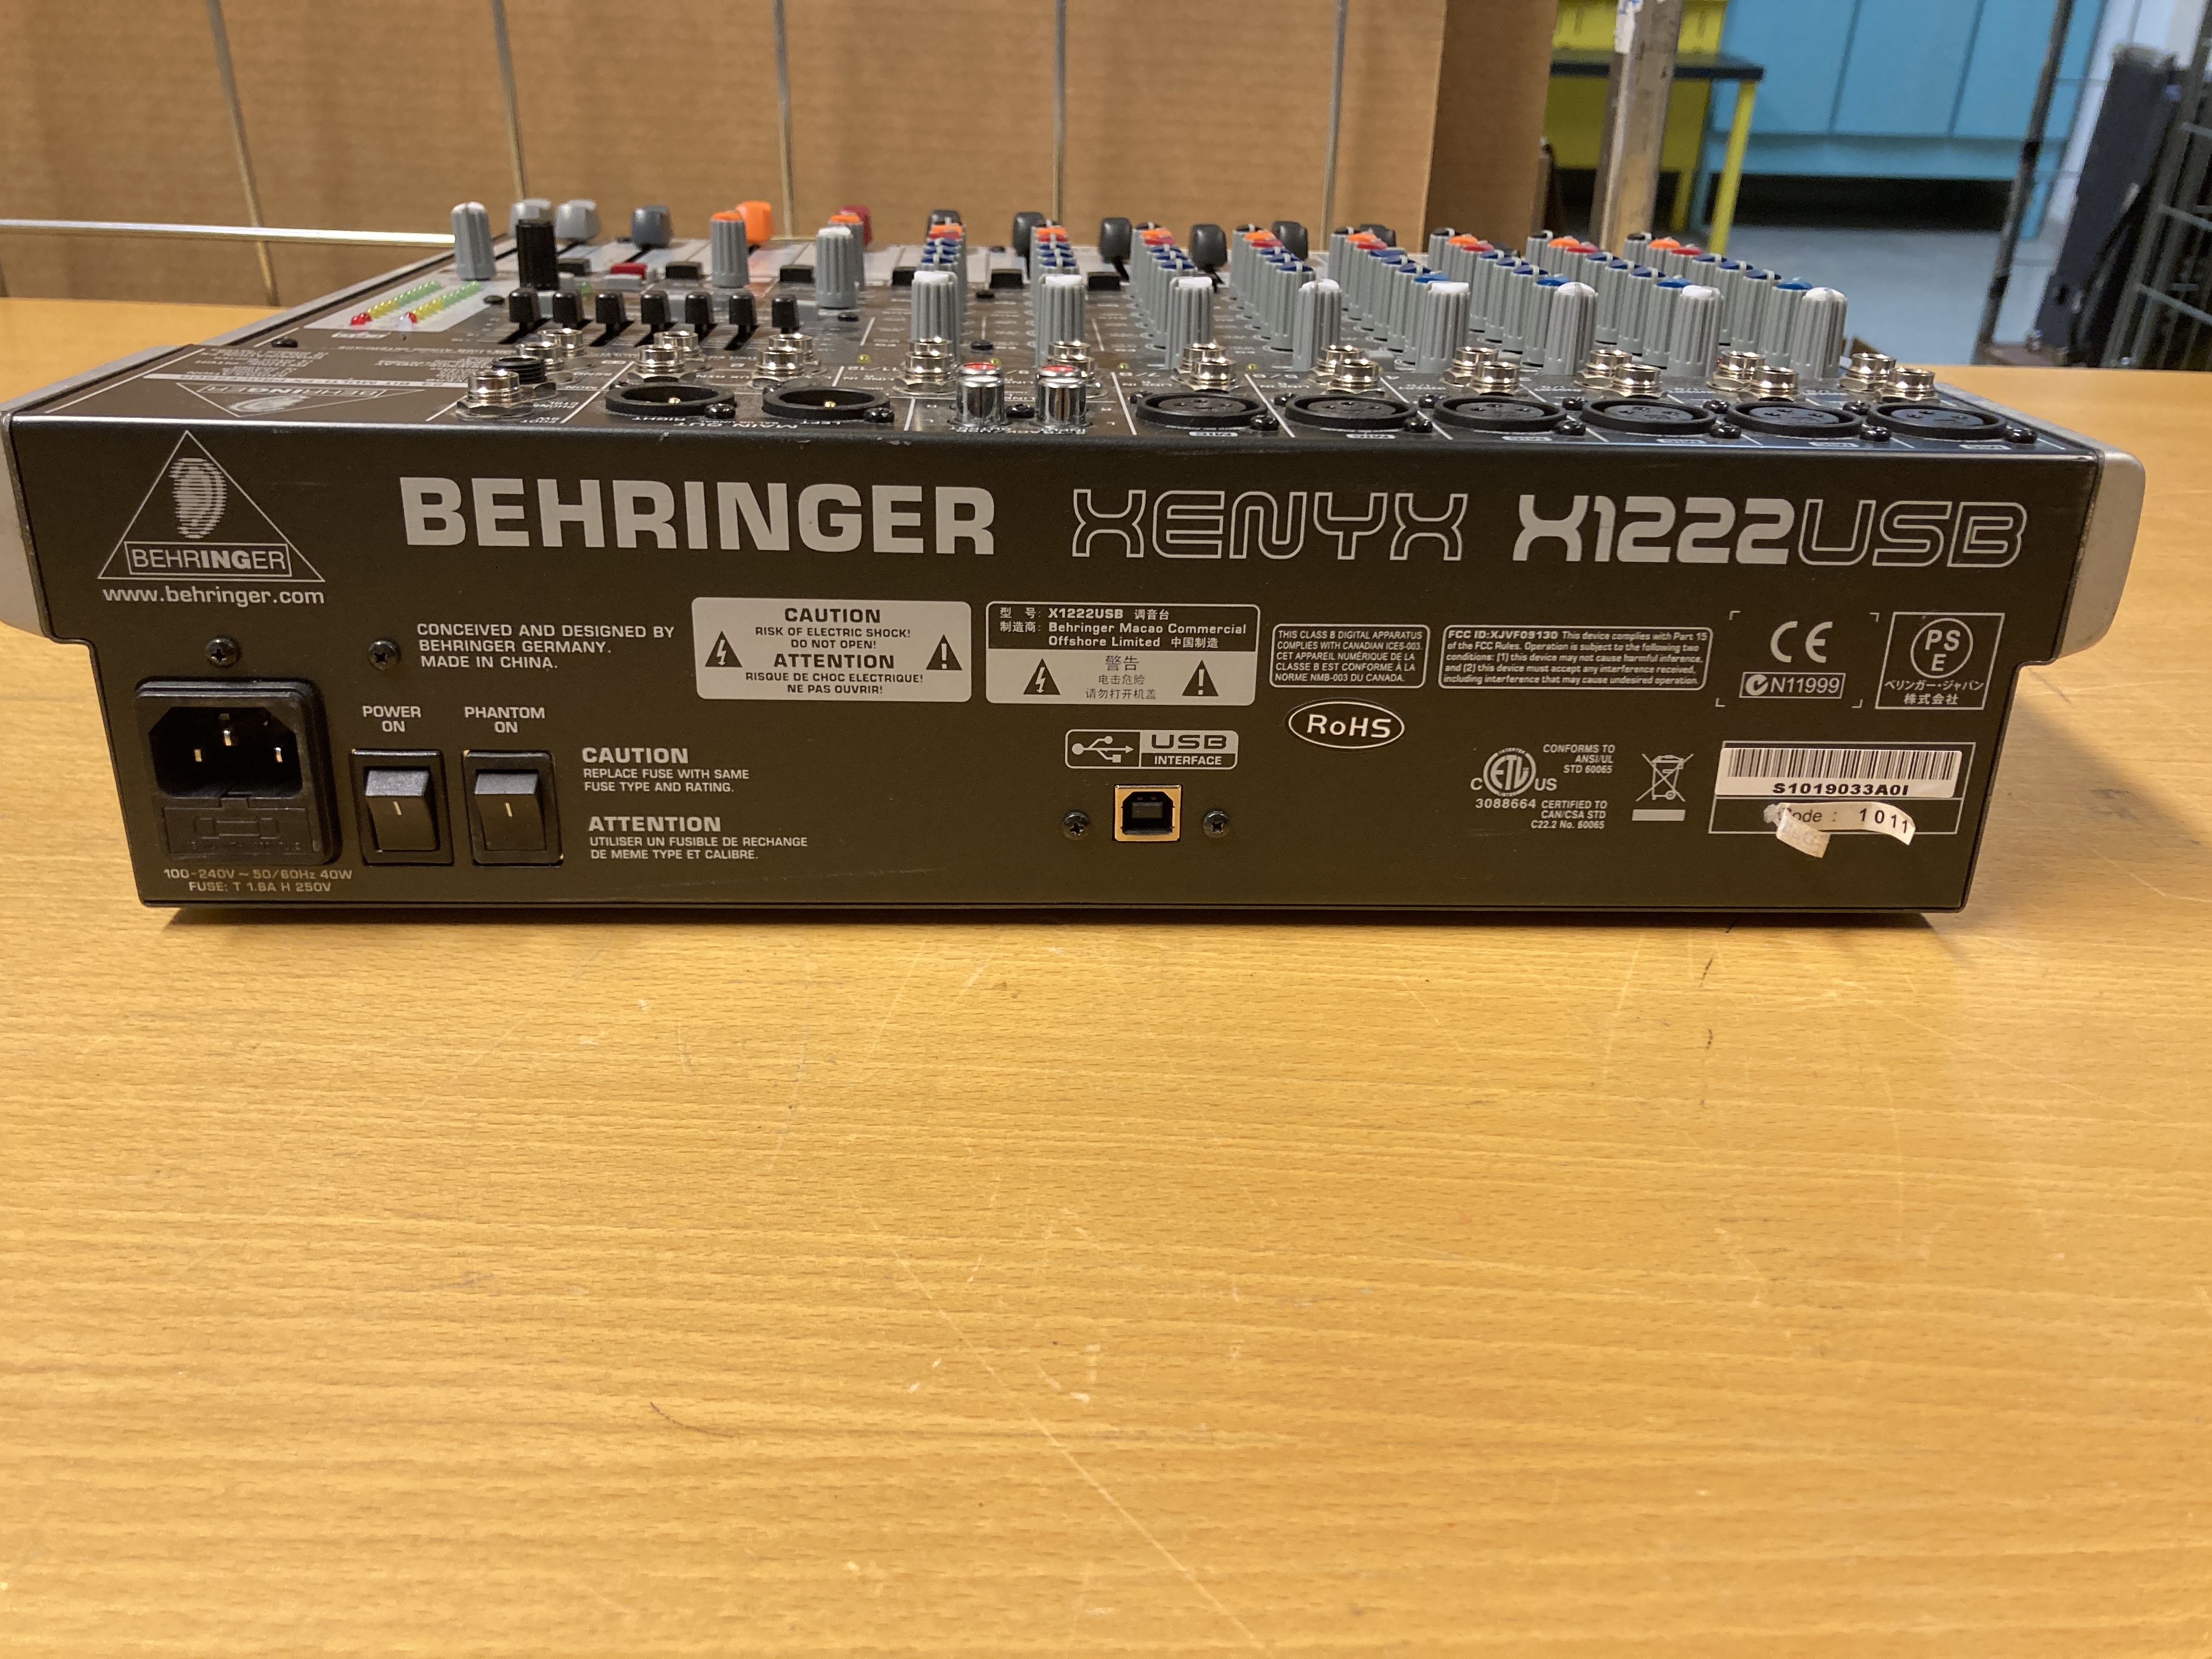 BEHRINGER
www.behringer.com
BEHRINGER XENYX X1222USB
CONCEIVED AND DESIGNED BY
BEHRINGER GERMANY.
MADE IN CHINA.
CAUTION
RISK OF ELECTRIC SHOCK!
DO NOT OPEN!
ATTENTION
RISQUE DE CHOC ELECTRIQUE!
NE PAS OUVRIR!
型 号: X1222USB 调音台
制造商: Behringer Macao Commercial
Offshore Limited 中国制造
警告
电击危险
请勿打开机盖
THIS CLASS B DIGITAL APPARATUS
COMPLIES WITH CANADIAN ICES-003.
CET APPAREIL NUMÉRIQUE DE LA
CLASSE B EST CONFORME À LA
NORME NMB-003 DU CANADA.
FCC ID:XJVF09130 This device complies with Part 15
of the FCC Rules. Operation is subject to the following two
conditions: (1) this device may not cause harmful inference,
and (2) this device must accept any interference received,
including interference that may cause undesired operation.
CE
N11999
PS
E
ベリンガー・ジャパン
株式会社
POWER
ON
PHANTOM
ON
CAUTION
REPLACE FUSE WITH SAME
FUSE TYPE AND RATING.
ATTENTION
UTILISER UN FUSIBLE DE RECHANGE
DE MEME TYPE ET CALIBRE.
100-240V ~ 50/60Hz 40W
FUSE: T 1.6A H 250V
USB
INTERFACE
RoHS
C ETL US
3088664
CONFORMS TO
ANSI/UL
STD 60065
CERTIFIED TO
CAN/CSA STD
C22.2 No. 60065
S1019033A0I
1011